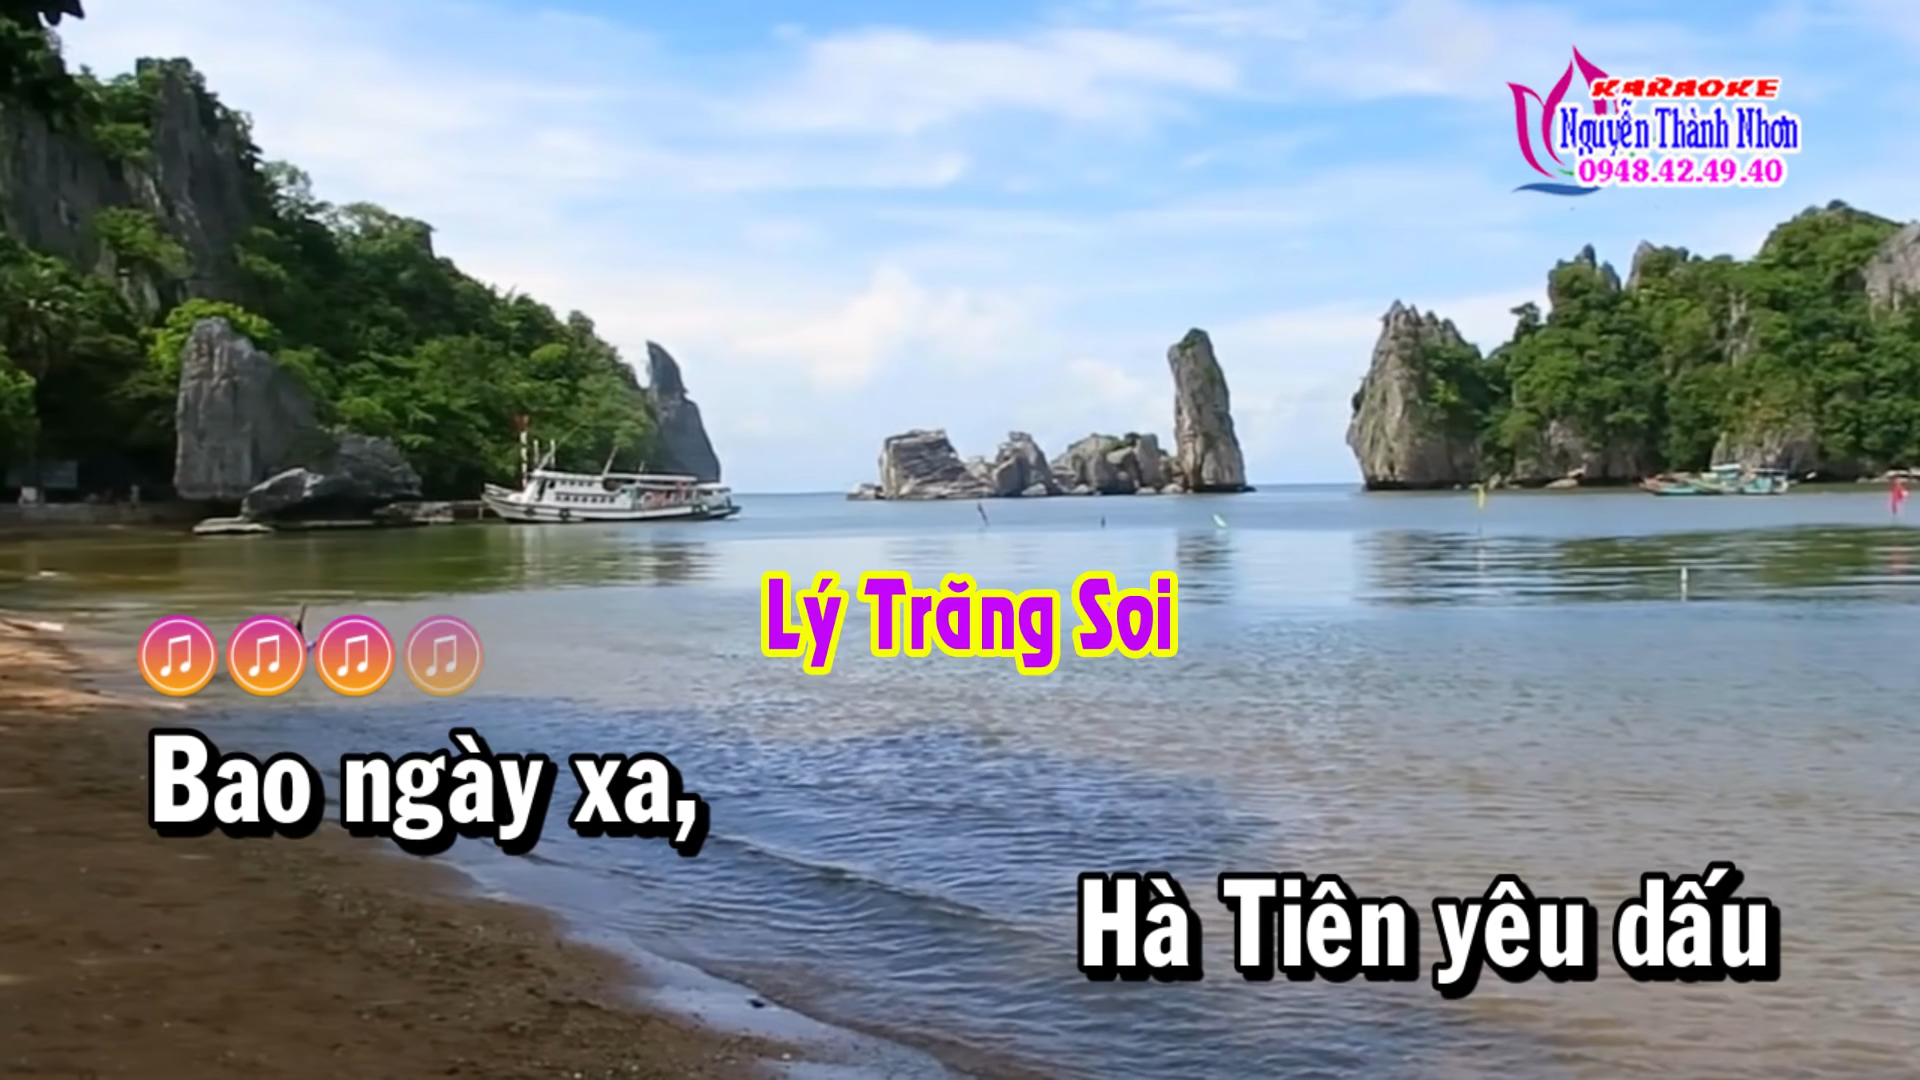 KARAOKE
Nguyễn Thành Nhơn
0948.42.49.40
Lý Trăng Soi
Bao ngày xa,
Hà Tiên yêu dấu